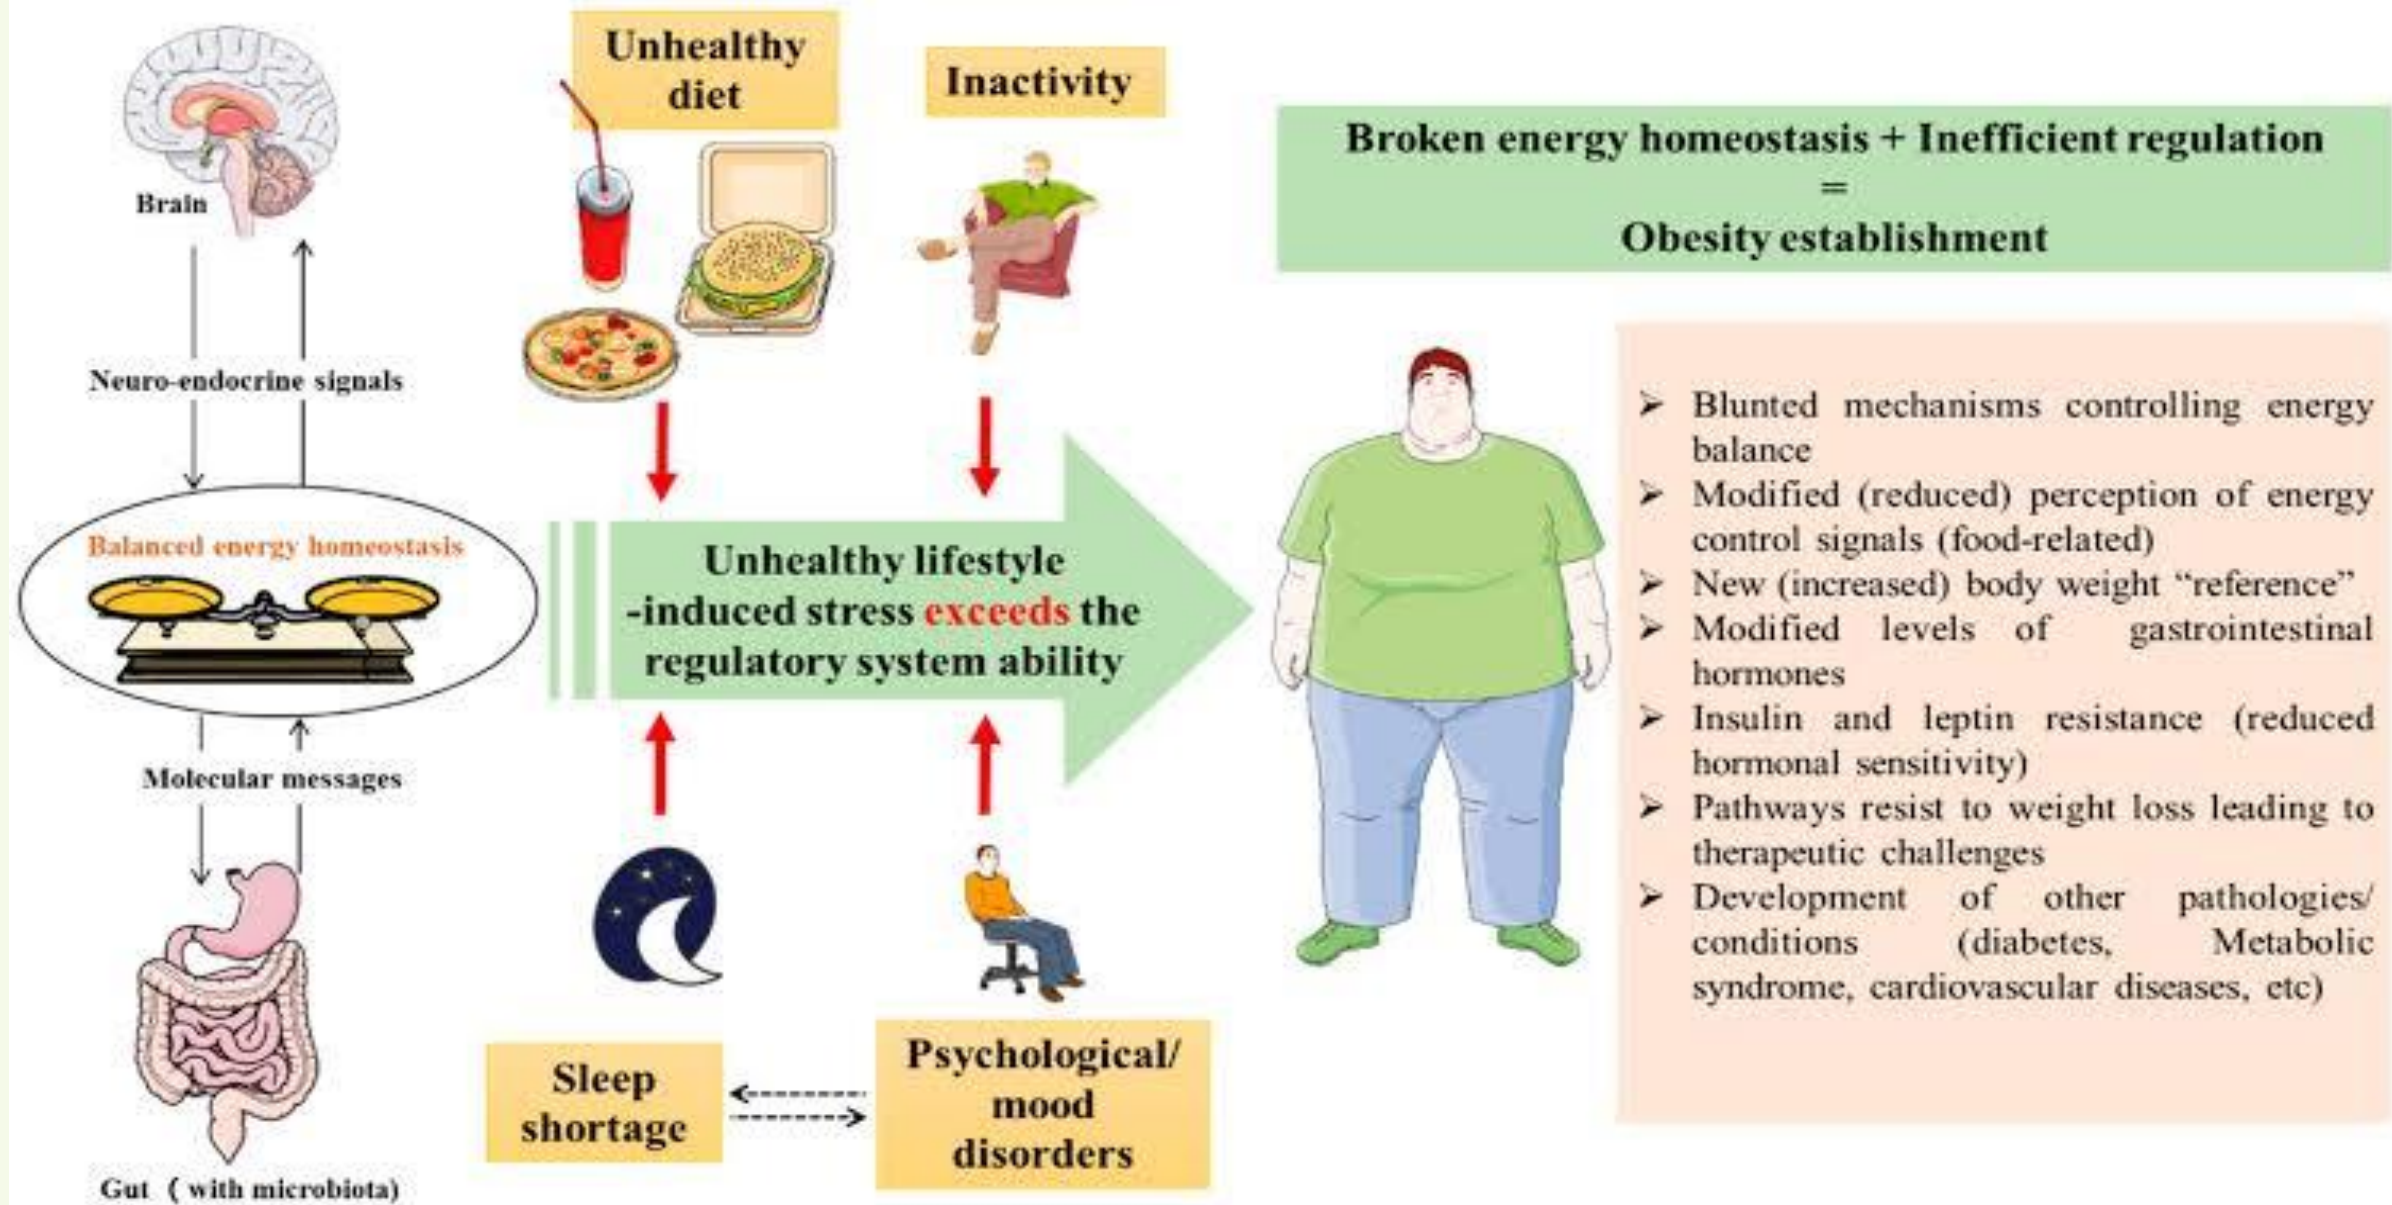 Brain
Neuro-endocrine signals
Balanced energy homeostasis
Molecular messages
Gut ( with microbiota)
Unhealthy
diet
Inactivity
Unhealthy lifestyle
-induced stress exceeds the
regulatory system ability
Sleep
shortage
Psychological/
mood
disorders
Broken energy homeostasis + Inefficient regulation
=
Obesity establishment
➢ Blunted mechanisms controlling energy
balance
➢ Modified (reduced) perception of energy
control signals (food-related)
➢ New (increased) body weight “reference”
➢ Modified levels of gastrointestinal
hormones
➢ Insulin and leptin resistance (reduced
hormonal sensitivity)
➢ Pathways resist to weight loss leading to
therapeutic challenges
➢ Development of other pathologies/
conditions (diabetes, Metabolic
syndrome, cardiovascular diseases, etc)